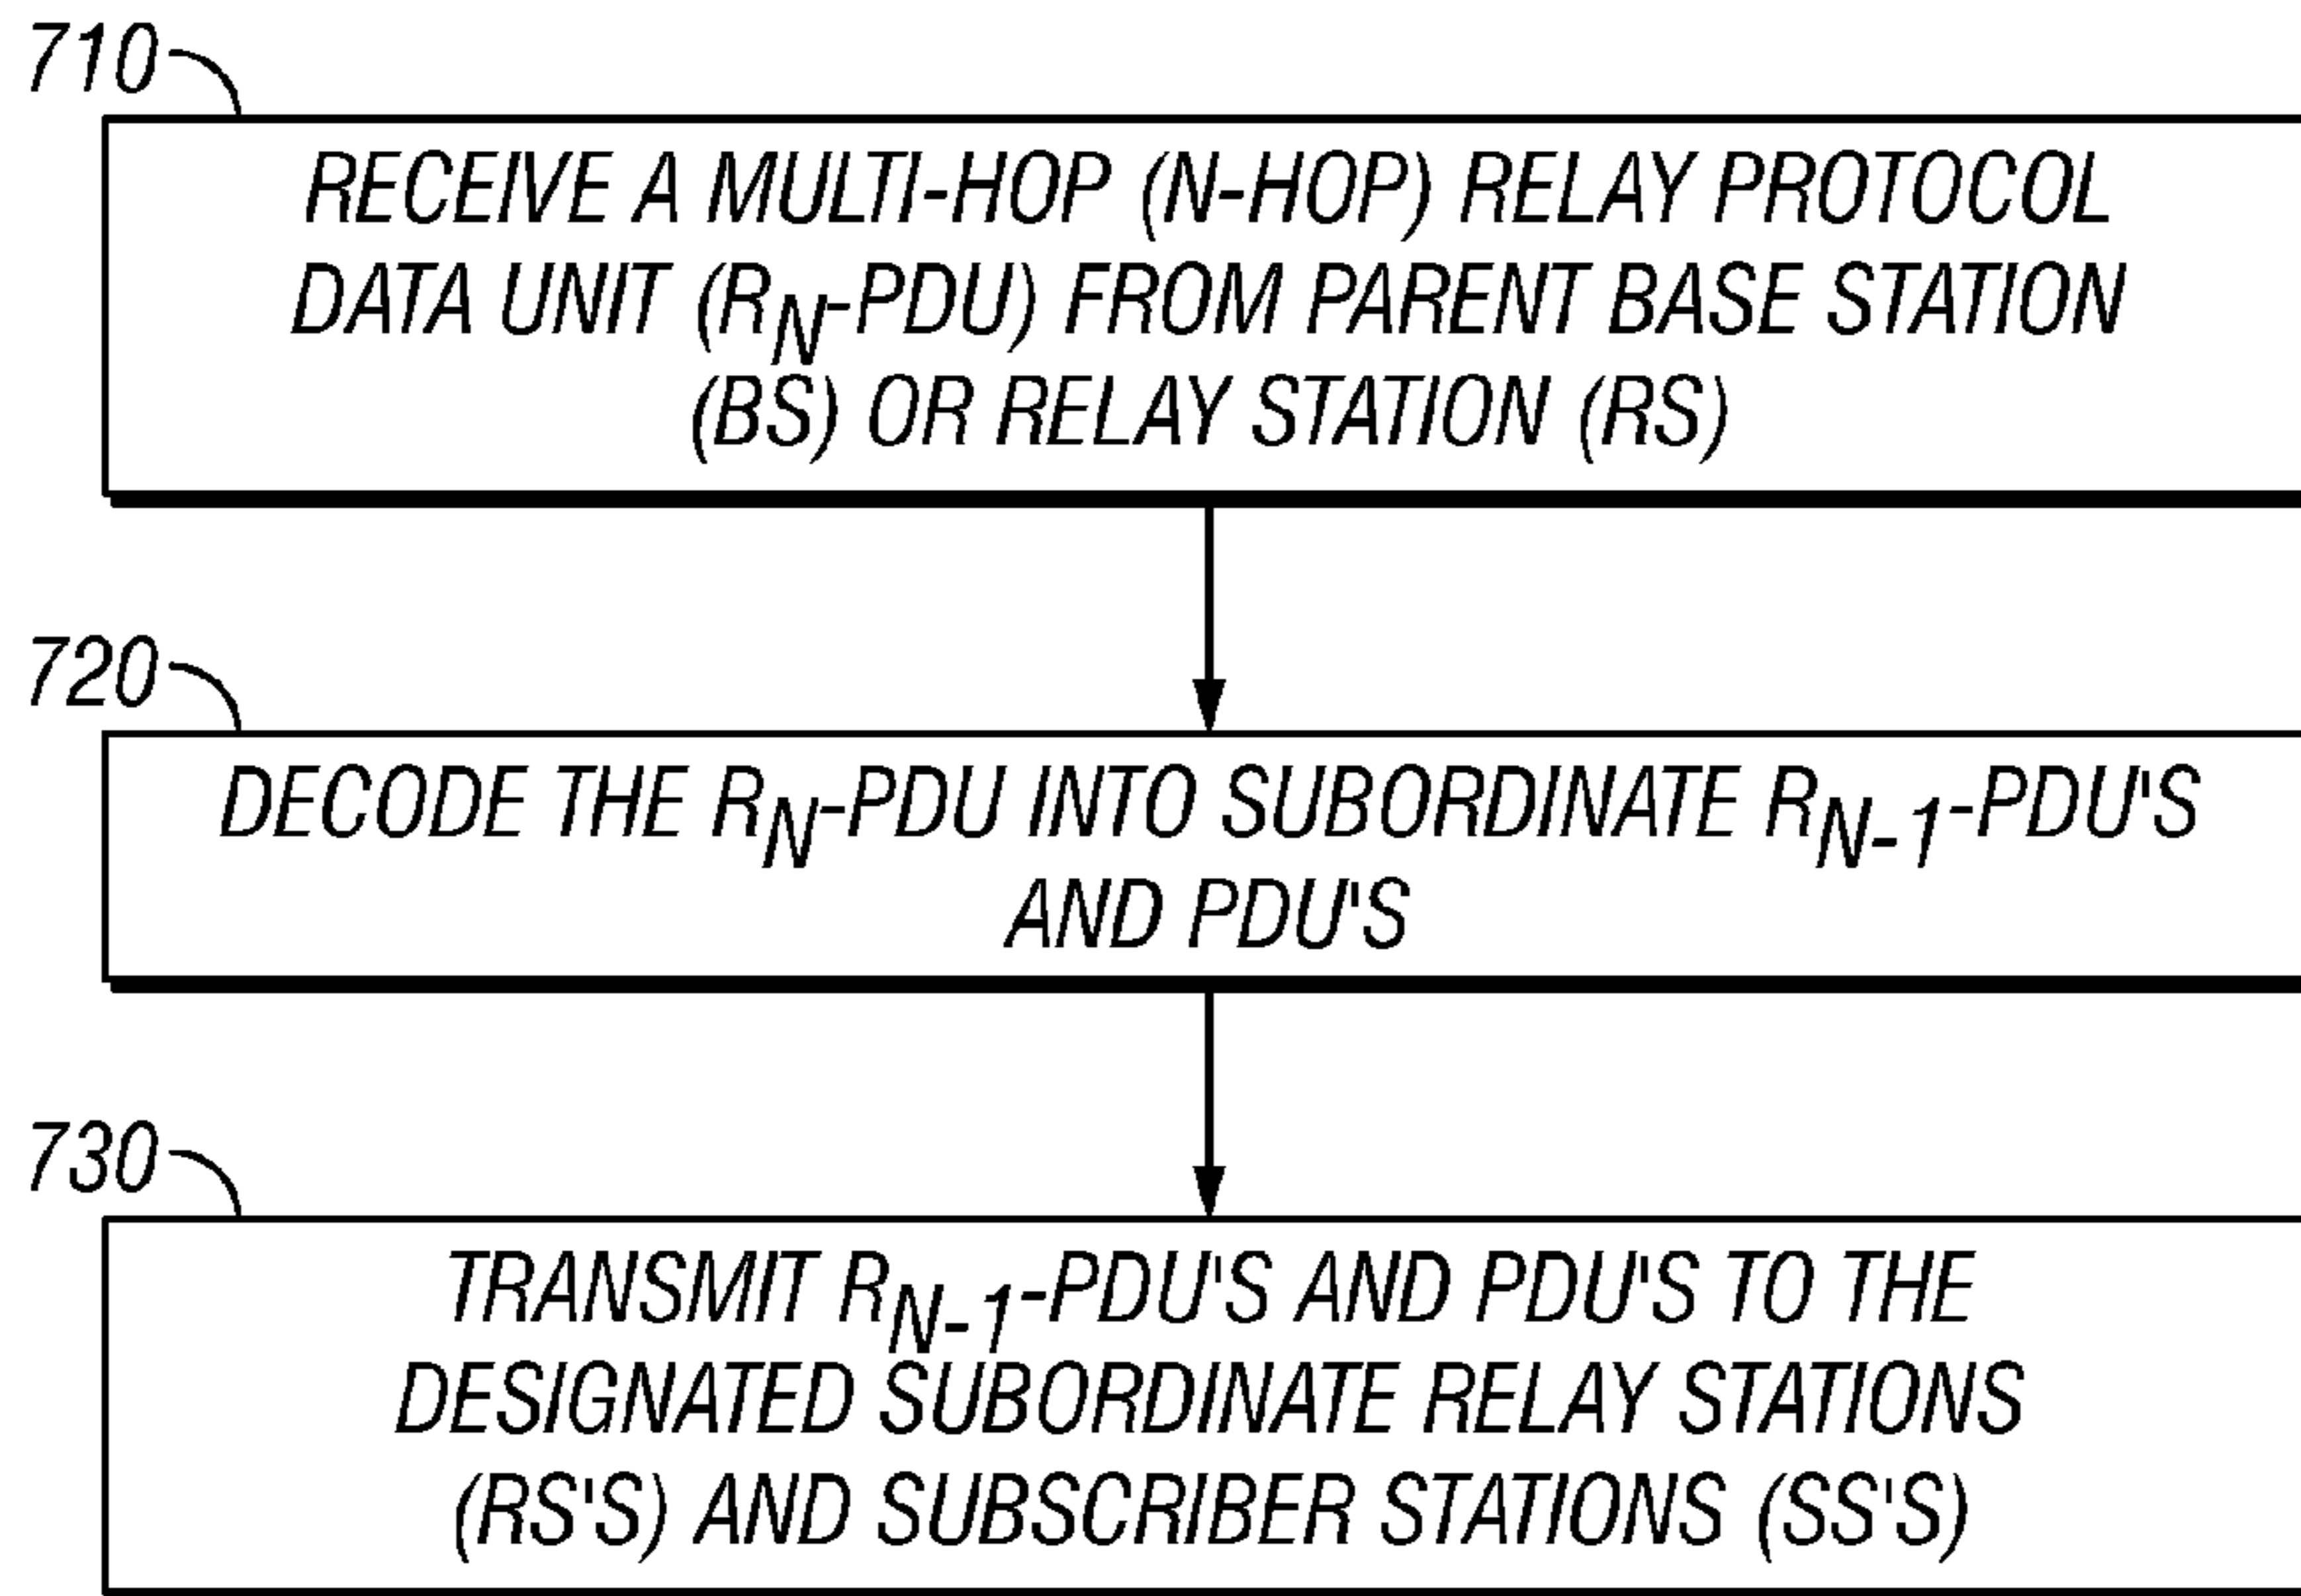 710
RECEIVE A MULTI-HOP (N-HOP) RELAY PROTOCOL
DATA UNIT (RN-PDU) FROM PARENT BASE STATION
(BS) OR RELAY STATION (RS)
720
DECODE THE RN-PDU INTO SUBORDINATE RN-1-PDU'S
AND PDU'S
730
TRANSMIT RN-1-PDU'S AND PDU'S TO THE
DESIGNATED SUBORDINATE RELAY STATIONS
(RS'S) AND SUBSCRIBER STATIONS (SS'S)